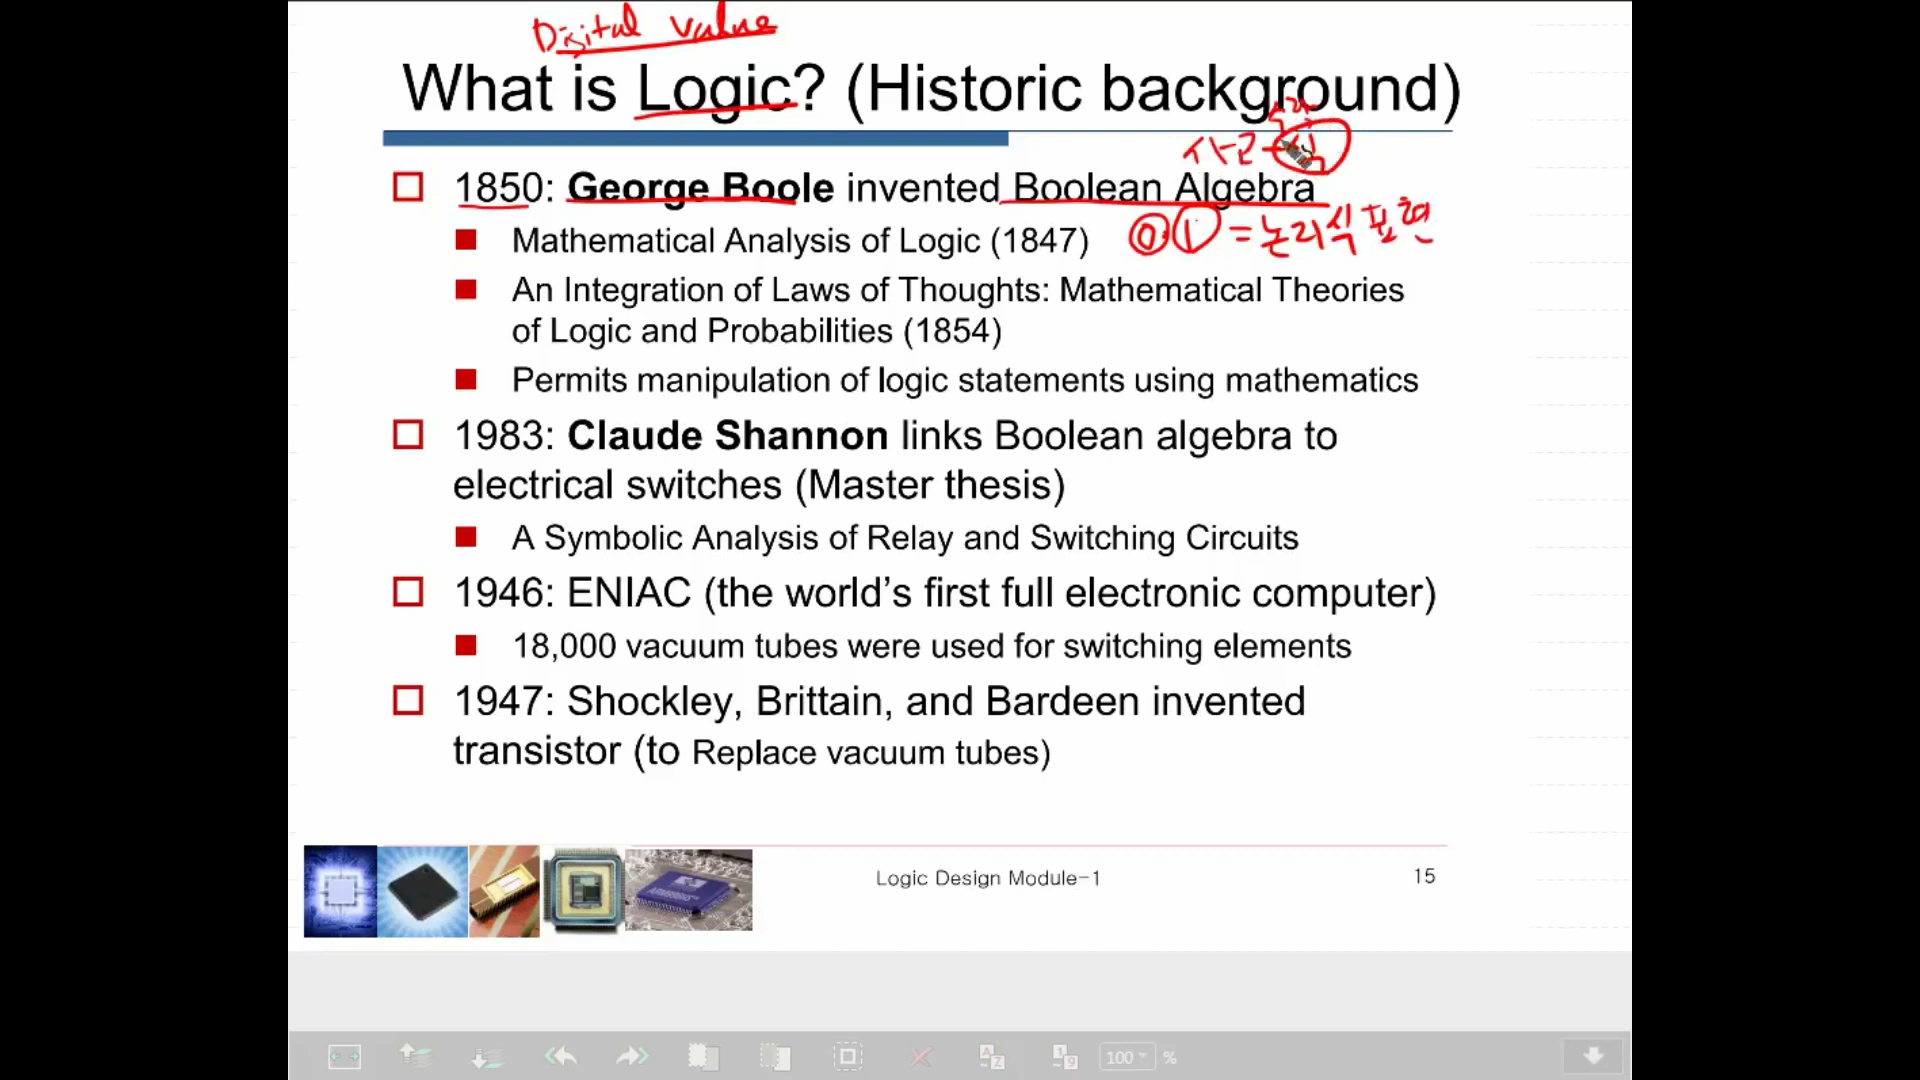 Digital value
What is Logic? (Historic background)
1850: George Boole invented Boolean Algebra
Mathematical Analysis of Logic (1847)
0 1 = 논리식 표현
An Integration of Laws of Thoughts: Mathematical Theories
of Logic and Probabilities (1854)
Permits manipulation of logic statements using mathematics
1983: Claude Shannon links Boolean algebra to
electrical switches (Master thesis)
A Symbolic Analysis of Relay and Switching Circuits
1946: ENIAC (the world’s first full electronic computer)
18,000 vacuum tubes were used for switching elements
1947: Shockley, Brittain, and Bardeen invented
transistor (to Replace vacuum tubes)
Logic Design Module-1
15
100 %